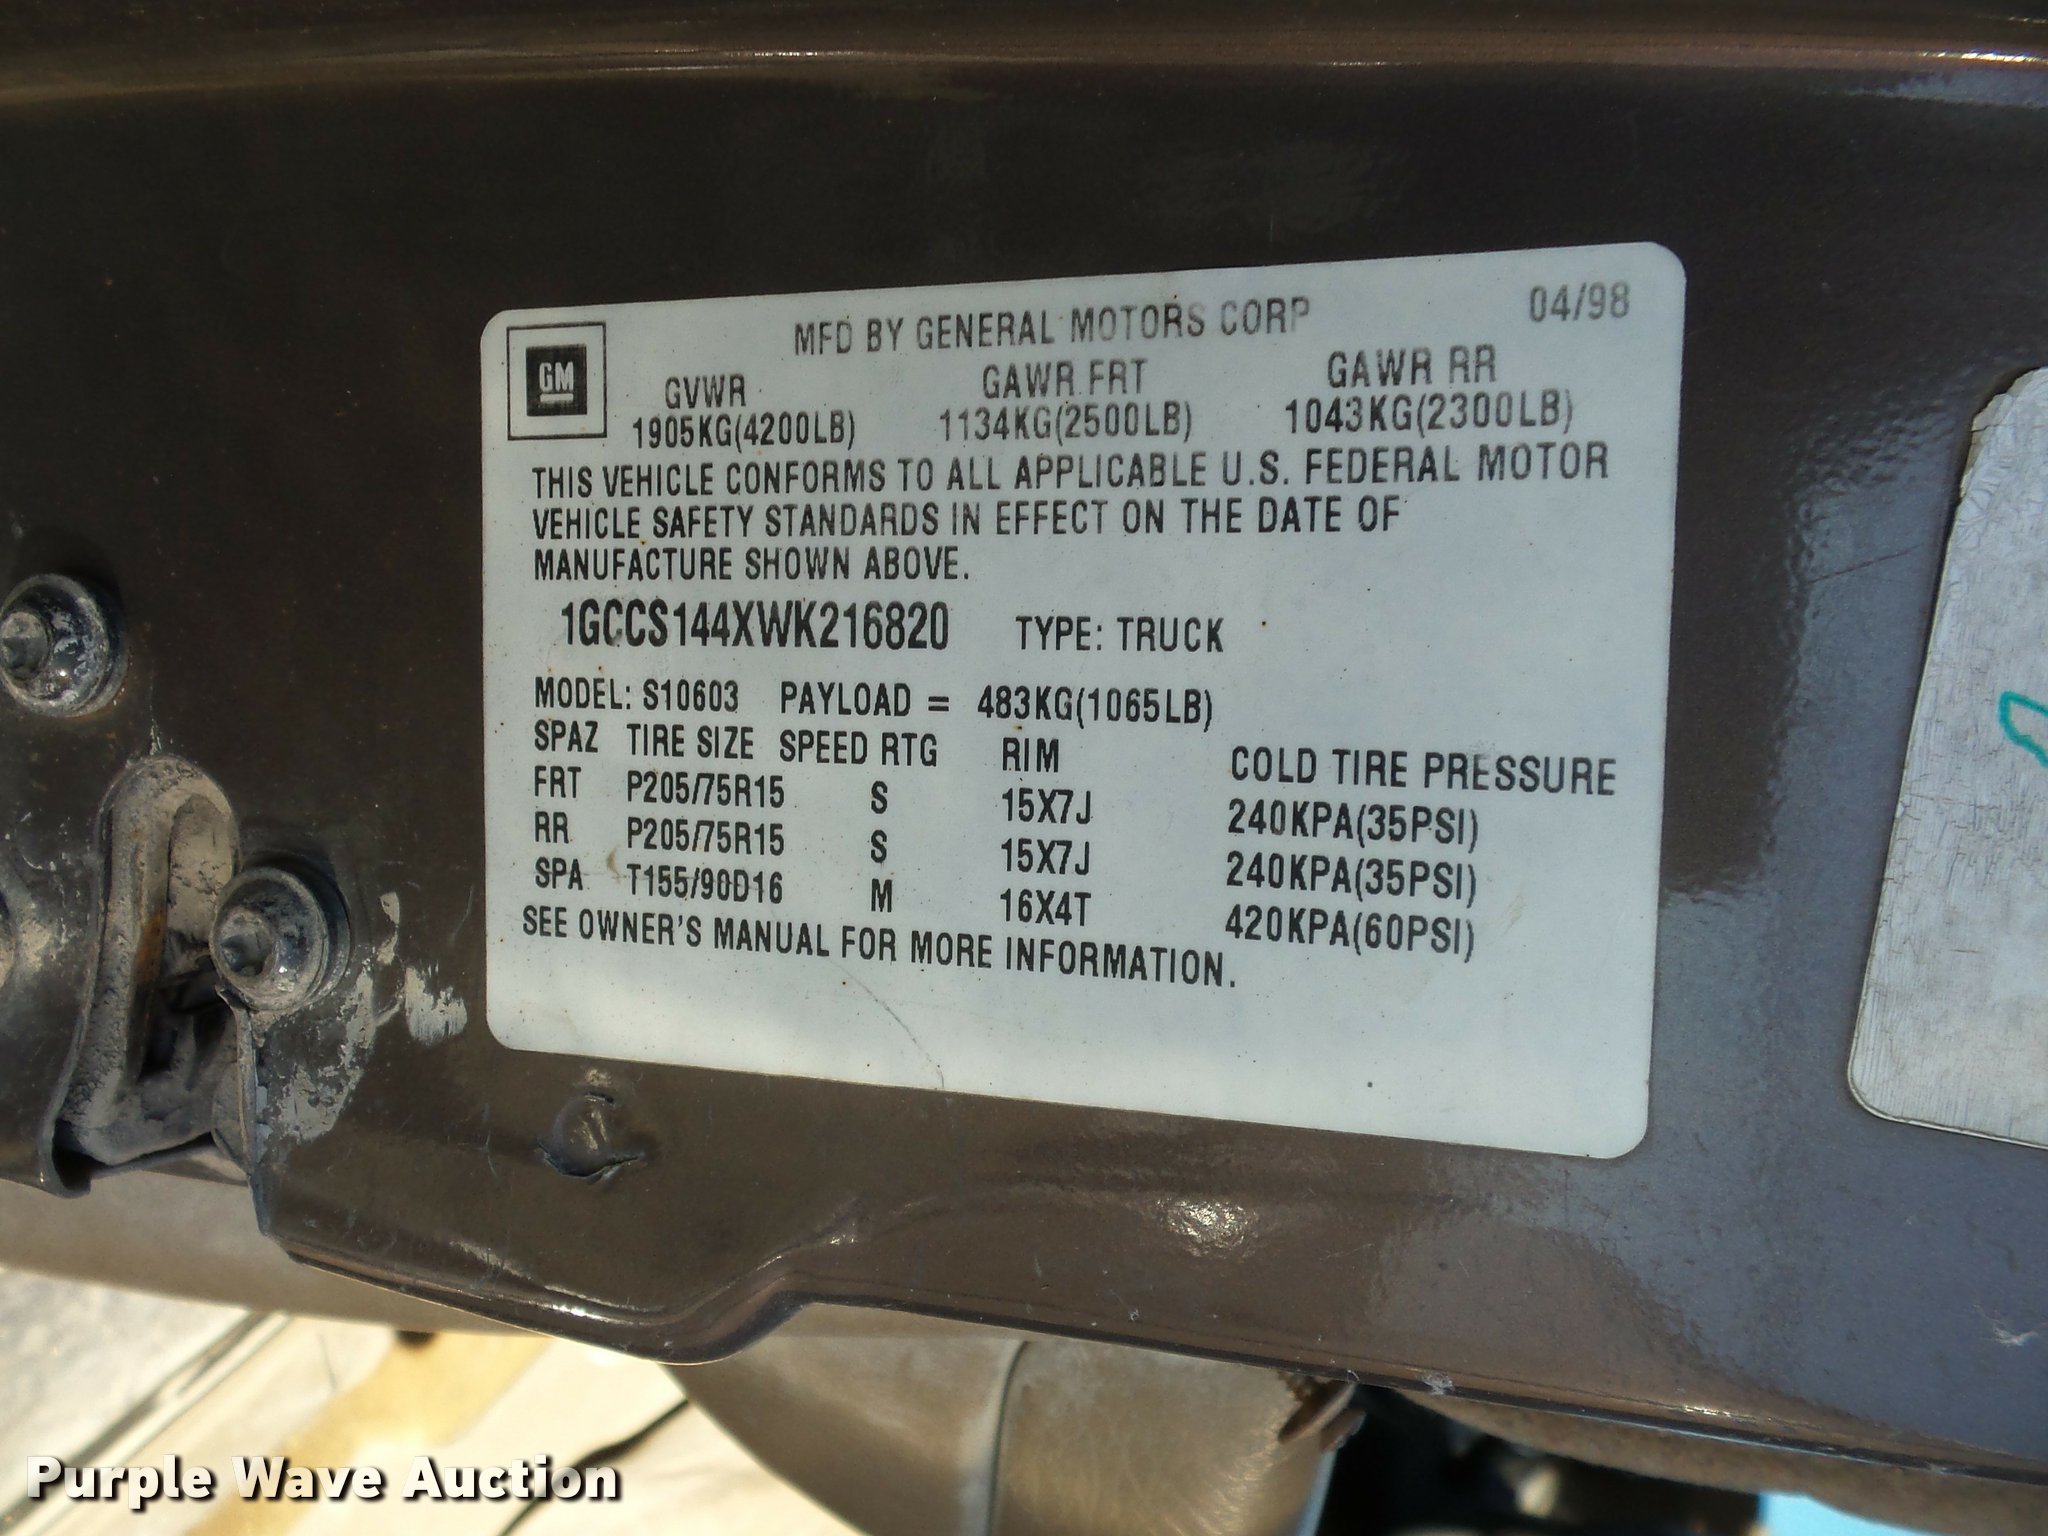 MFD BY GENERAL MOTORS CORP 04/98
GM
GVWR GAWR FRT GAWR RR
1905KG(4200LB) 1134KG(2500LB) 1043KG(2300LB)
THIS VEHICLE CONFORMS TO ALL APPLICABLE U.S. FEDERAL MOTOR
VEHICLE SAFETY STANDARDS IN EFFECT ON THE DATE OF
MANUFACTURE SHOWN ABOVE.
1GCCS144XWK216820 TYPE: TRUCK
MODEL: S10603 PAYLOAD = 483KG(1065LB)
SPAZ TIRE SIZE SPEED RTG RIM COLD TIRE PRESSURE
FRT P205/75R15 S 15X7J 240KPA(35PSI)
RR P205/75R15 S 15X7J 240KPA(35PSI)
SPA T155/90D16 M 16X4T 420KPA(60PSI)
SEE OWNER'S MANUAL FOR MORE INFORMATION.
Purple Wave Auction